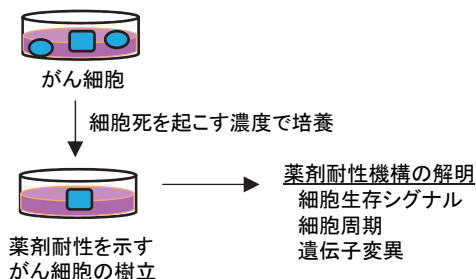 がん細胞
細胞死を起こす濃度で培養
薬剤耐性を示す
がん細胞の樹立
薬剤耐性機構の解明
細胞生存シグナル
細胞周期
遺伝子変異